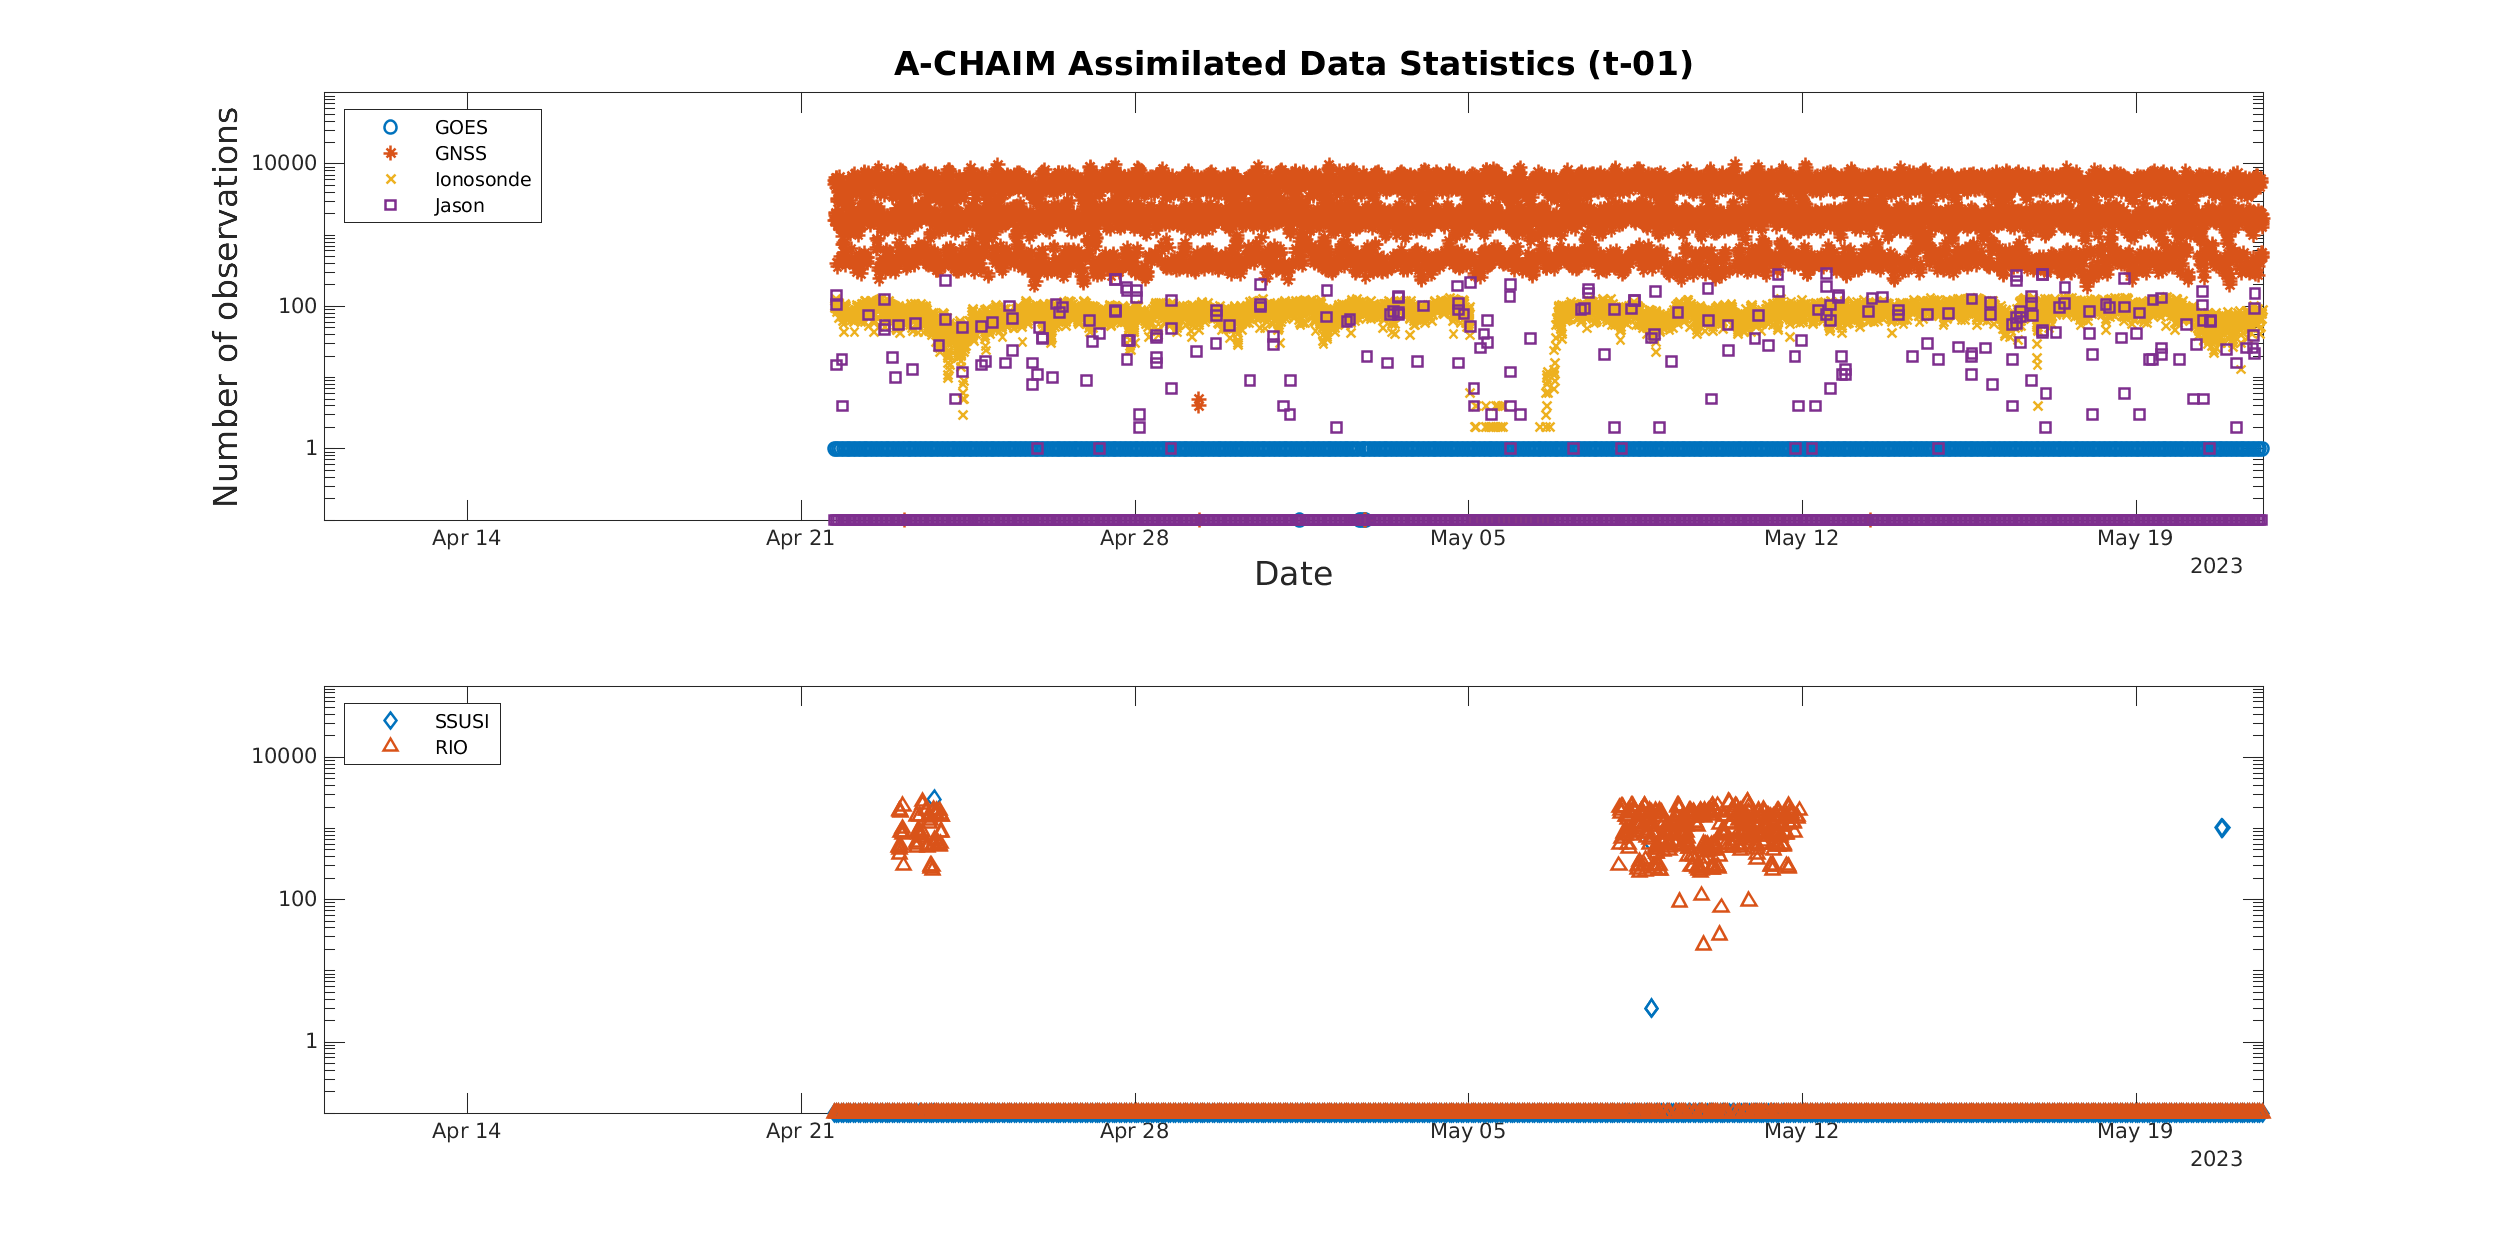 A-CHAIM Assimilated Data Statistics (t-01)
Number of observations
GOES
GNSS
Ionosonde
Jason
10000
100
1
Apr 14
Apr 21
Apr 28
May 05
May 12
May 19
2023
Date
SSUSI
RIO
10000
100
1
Apr 14
Apr 21
Apr 28
May 05
May 12
May 19
2023